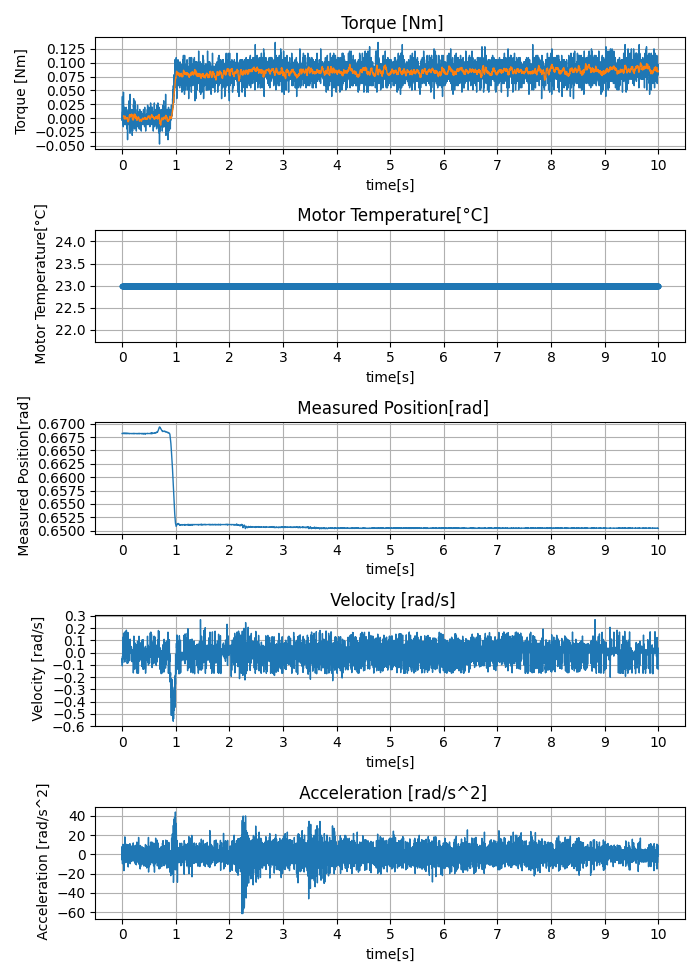 Torque [Nm]
Torque [Nm]
0.125
0.100
0.075
0.050
0.025
0.000
−0.025
−0.050
0 1 2 3 4 5 6 7 8 9 10
time[s]
Motor Temperature[°C]
Motor Temperature[°C]
24.0
23.5
23.0
22.5
22.0
0 1 2 3 4 5 6 7 8 9 10
time[s]
Measured Position[rad]
Measured Position[rad]
0.6700
0.6675
0.6650
0.6625
0.6600
0.6575
0.6550
0.6525
0.6500
0 1 2 3 4 5 6 7 8 9 10
time[s]
Velocity [rad/s]
Velocity [rad/s]
0.3
0.2
0.1
0.0
−0.1
−0.2
−0.3
−0.4
−0.5
−0.6
0 1 2 3 4 5 6 7 8 9 10
time[s]
Acceleration [rad/s^2]
Acceleration [rad/s^2]
40
20
0
−20
−40
−60
0 1 2 3 4 5 6 7 8 9 10
time[s]